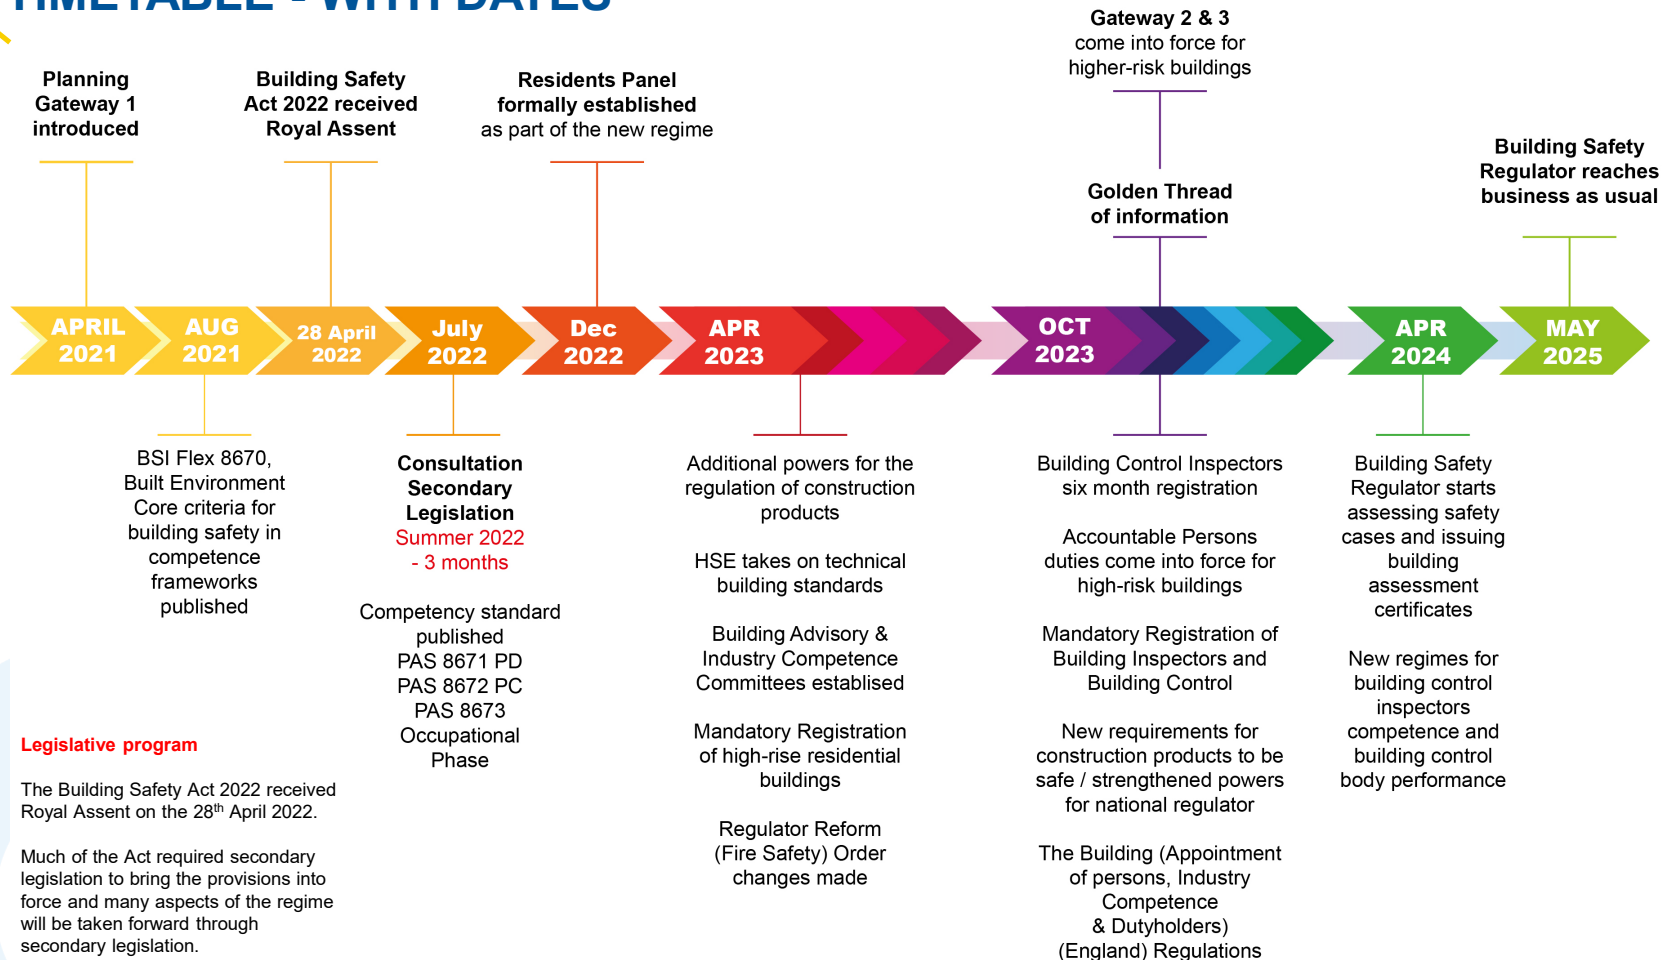 TIMETABLE - WITH DATES
Planning
Gateway 1
introduced
Building Safety
Act 2022 received
Royal Assent
Residents Panel
formally established
as part of the new regime
Gateway 2 & 3
come into force for
higher-risk buildings
Golden Thread
of information
Building Safety
Regulator reaches
business as usual
APRIL
2021
AUG
2021
28 April
2022
July
2022
Dec
2022
APR
2023
OCT
2023
APR
2024
MAY
2025
BSI Flex 8670,
Built Environment
Core criteria for
building safety in
competence
frameworks
published
Consultation
Secondary
Legislation
Summer 2022
- 3 months
Competency standard
published
PAS 8671 PD
PAS 8672 PC
PAS 8673
Occupational
Phase
Additional powers for the
regulation of construction
products
HSE takes on technical
building standards
Building Advisory &
Industry Competence
Committees establised
Mandatory Registration
of high-rise residential
buildings
Regulator Reform
(Fire Safety) Order
changes made
Building Control Inspectors
six month registration
Accountable Persons
duties come into force for
high-risk buildings
Mandatory Registration of
Building Inspectors and
Building Control
New requirements for
construction products to be
safe / strengthened powers
for national regulator
The Building (Appointment
of persons, Industry
Competence
& Dutyholders)
(England) Regulations
Building Safety
Regulator starts
assessing safety
cases and issuing
building
assessment
certificates
New regimes for
building control
inspectors
competence and
building control
body performance
Legislative program
The Building Safety Act 2022 received
Royal Assent on the 28th April 2022.
Much of the Act required secondary
legislation to bring the provisions into
force and many aspects of the regime
will be taken forward through
secondary legislation.